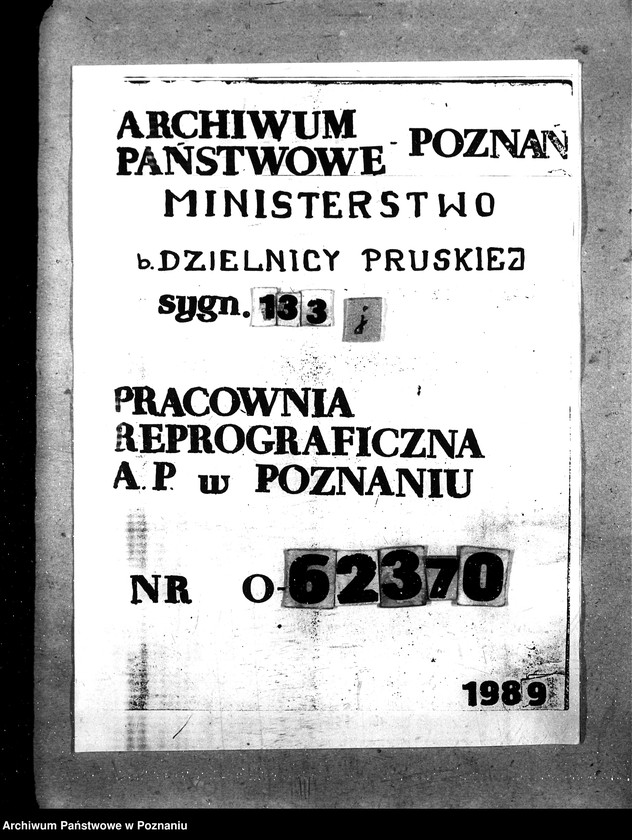 ARCHIWUM
PAŃSTWOWE - POZNAŃ
MINISTERSTWO
b. DZIELNICY PRUSKIEJ
sygn. 133 j
PRACOWNIA
REPROGRAFICZNA
A.P. w POZNANIU
NR O-62370
1989
Archiwum Państwowe w Poznaniu